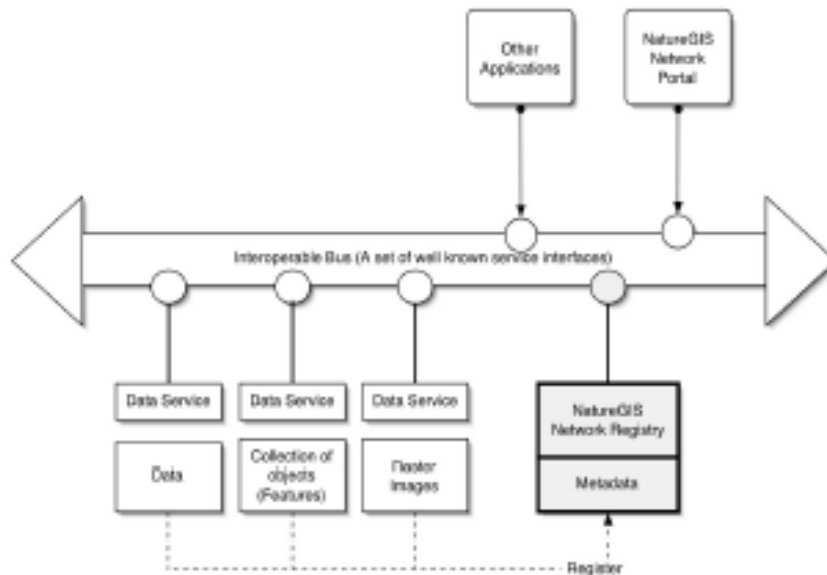 Other
Applications
NatureGIS
Network
Portal
Interoperable Bus (A set of well known service interfaces)
Data Service
Data Service
Data Service
NatureGIS
Network Registry
Data
Collection of
objects
(Features)
Raster
Images
Metadata
Register